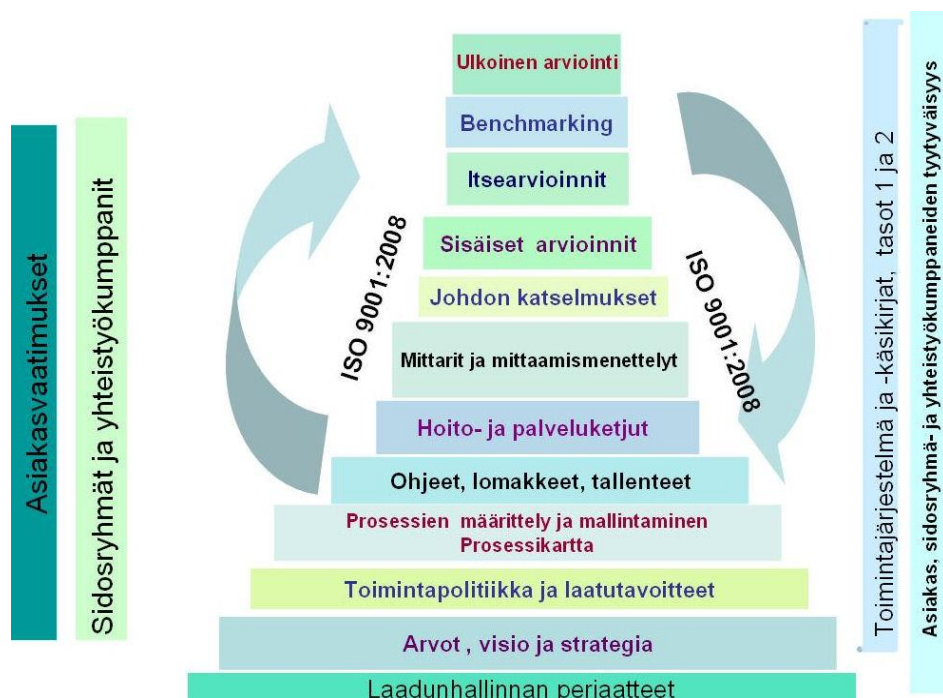 Asiakasvaatimukset
Sidosryhmät ja yhteistyökumppanit
Ulkoinen arviointi
Benchmarking
Itsearvioinnit
Sisäiset arvioinnit
Johdon katselmukset
Mittarit ja mittaamismenettelyt
Hoito- ja palveluketjut
Ohjeet, lomakkeet, tallenteet
Prosessien määrittely ja mallintaminen
Prosessikartta
Toimintapolitiikka ja laatutavoitteet
Arvot , visio ja strategia
Laadunhallinnan periaatteet
ISO 9001:2008
ISO 9001:2008
Toimintajärjestelmä ja -käsikirjat, tasot 1 ja 2
Asiakas, sidosryhmä- ja yhteistyökumppaneiden tyytyväisyys